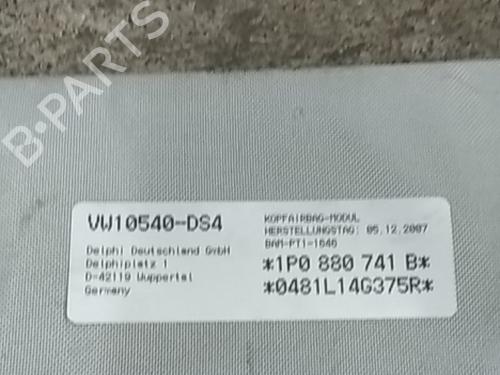 B-PARTS
VW10540-DS4
Delphi Deutschland GmbH
Delphiplatz 1
D-42119 Wuppertal
Germany
KOPFAIRBAG-MODUL
HERSTELLUNGSTAG: 05.12.2007
BAM-PT1-1646
*1P0 880 741 B*
*0481L14G375R*